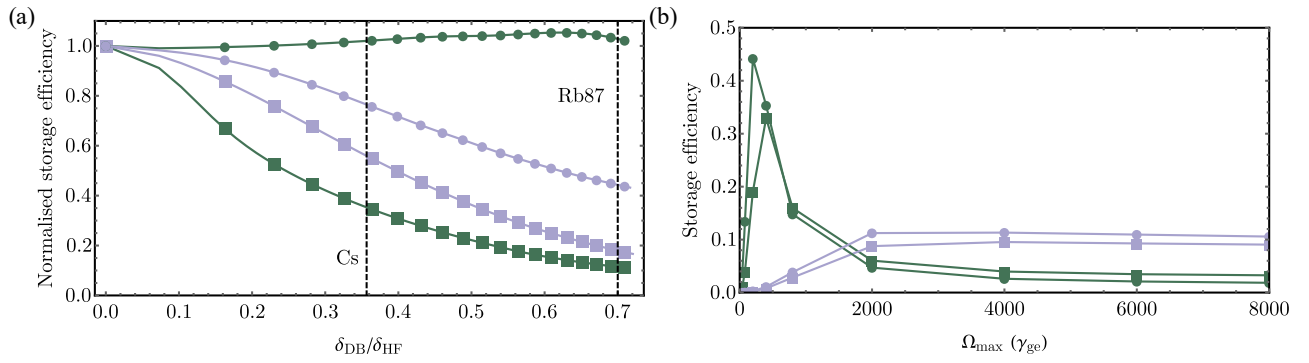 (a)
Normalised storage efficiency
1.0
0.8
0.6
0.4
0.2
0.0
Cs
Rb87
0.0 0.1 0.2 0.3 0.4 0.5 0.6 0.7
δDB/δHF
(b)
Storage efficiency
0.5
0.4
0.3
0.2
0.1
0.0
0 2000 4000 6000 8000
Ωmax (γge)